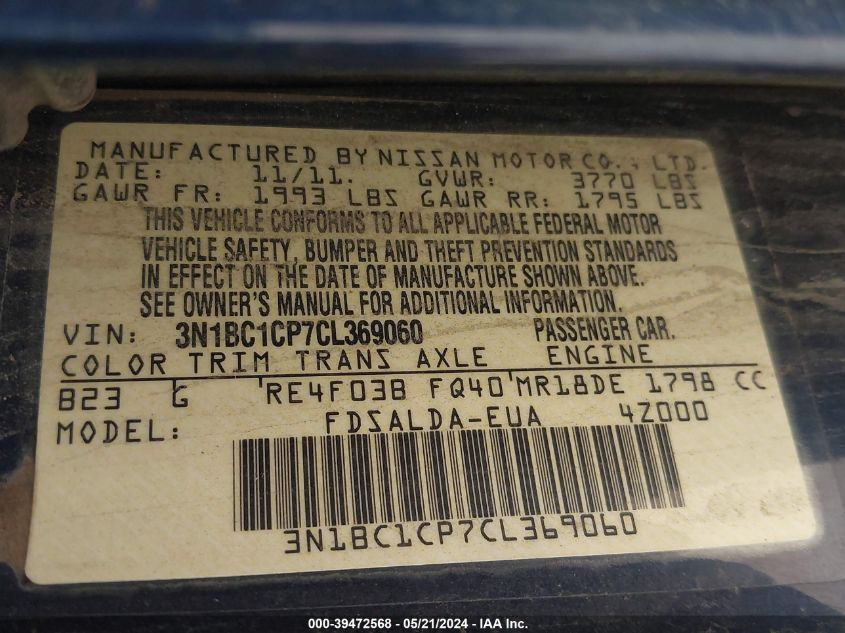 MANUFACTURED BY NISSAN MOTOR CO., LTD.
DATE: 11/11. GVWR: 3770 LBS
GAWR FR: 1993 LBS GAWR RR: 1795 LBS
THIS VEHICLE CONFORMS TO ALL APPLICABLE FEDERAL MOTOR
VEHICLE SAFETY, BUMPER AND THEFT PREVENTION STANDARDS
IN EFFECT ON THE DATE OF MANUFACTURE SHOWN ABOVE.
SEE OWNER'S MANUAL FOR ADDITIONAL INFORMATION.
VIN: 3N1BC1CP7CL369060 PASSENGER CAR.
COLOR TRIM TRANS AXLE ENGINE
B23 G RE4F03B FQ40 MR18DE 1798 CC
MODEL: FDSALDA-EUA 4Z000
3N1BC1CP7CL369060
000-39472568 - 05/21/2024 - IAA Inc.